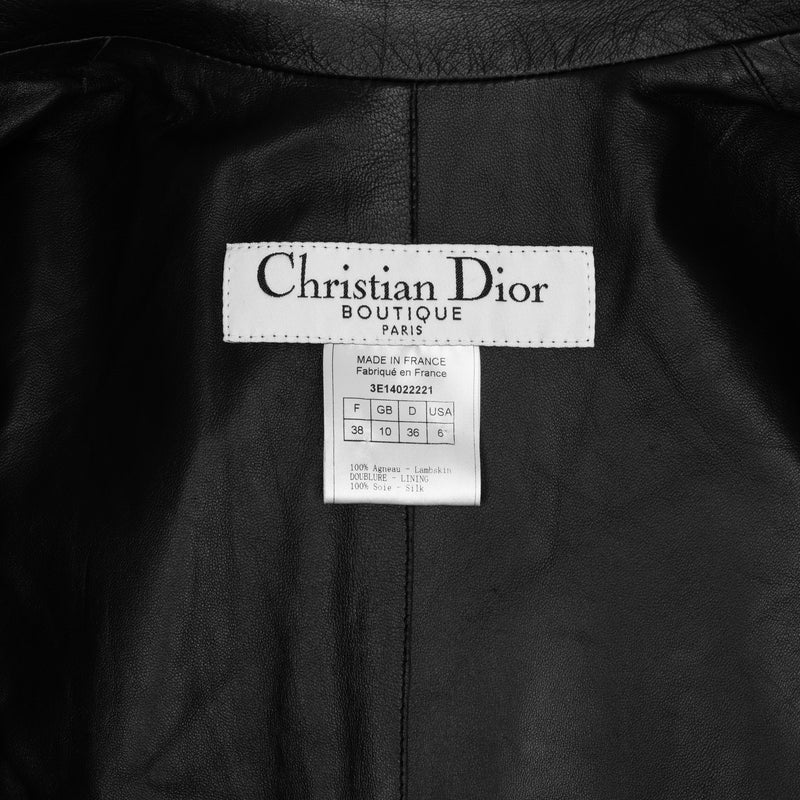 Christian Dior
BOUTIQUE
PARIS
MADE IN FRANCE
Fabriqué en France
3E14022221
F GB D USA
38 10 36 6
100% Agneau - Lambskin
DOUBLURE - LINING
100% Soie - Silk